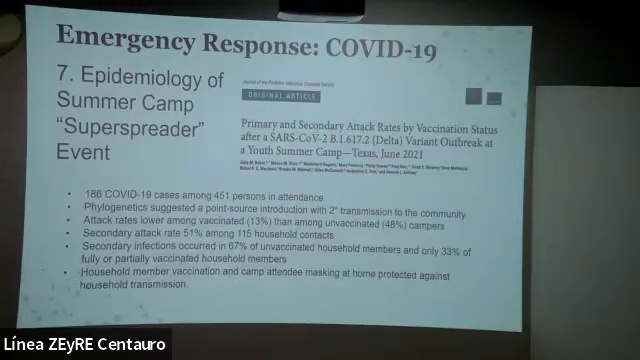 Emergency Response: COVID-19
7. Epidemiology of
Summer Camp
“Superspreader”
Event
ORIGINAL ARTICLE
Primary and Secondary Attack Rates by Vaccination Status
after a SARS-CoV-2 B.1.617.2 (Delta) Variant Outbreak at
a Youth Summer Camp—Texas, June 2021
• 186 COVID-19 cases among 451 persons in attendance
• Phylogenetics suggested a point-source introduction with 2° transmission to the community
• Attack rates lower among vaccinated (13%) than among unvaccinated (48%) campers
• Secondary attack rate 51% among 115 household contacts
• Secondary infections occurred in 67% of unvaccinated household members and only 33% of
fully or partially vaccinated household members
• Household member vaccination and camp attendee masking at home protected against
household transmission.
Línea ZEyRE Centauro